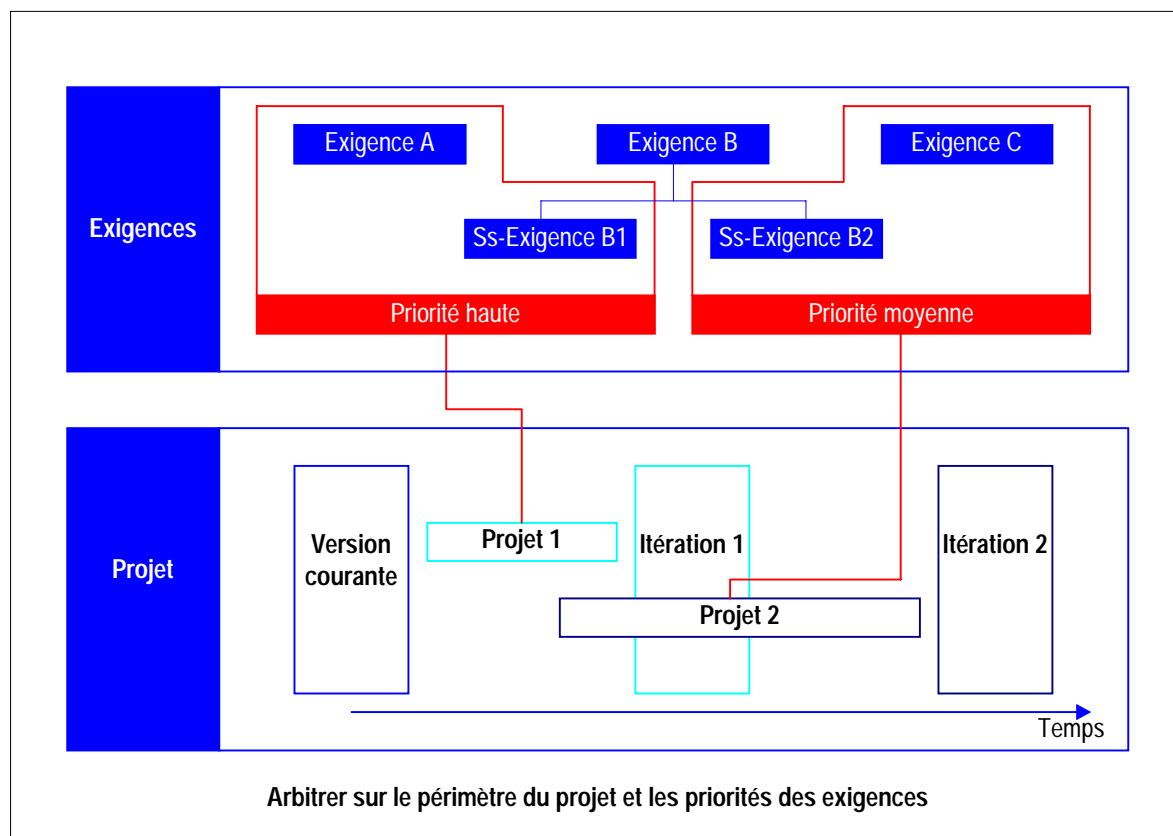 Exigences
Exigence A
Exigence B
Exigence C
Ss-Exigence B1
Ss-Exigence B2
Priorité haute
Priorité moyenne
Projet
Version
courante
Projet 1
Itération 1
Itération 2
Projet 2
Temps
Arbitrer sur le périmètre du projet et les priorités des exigences